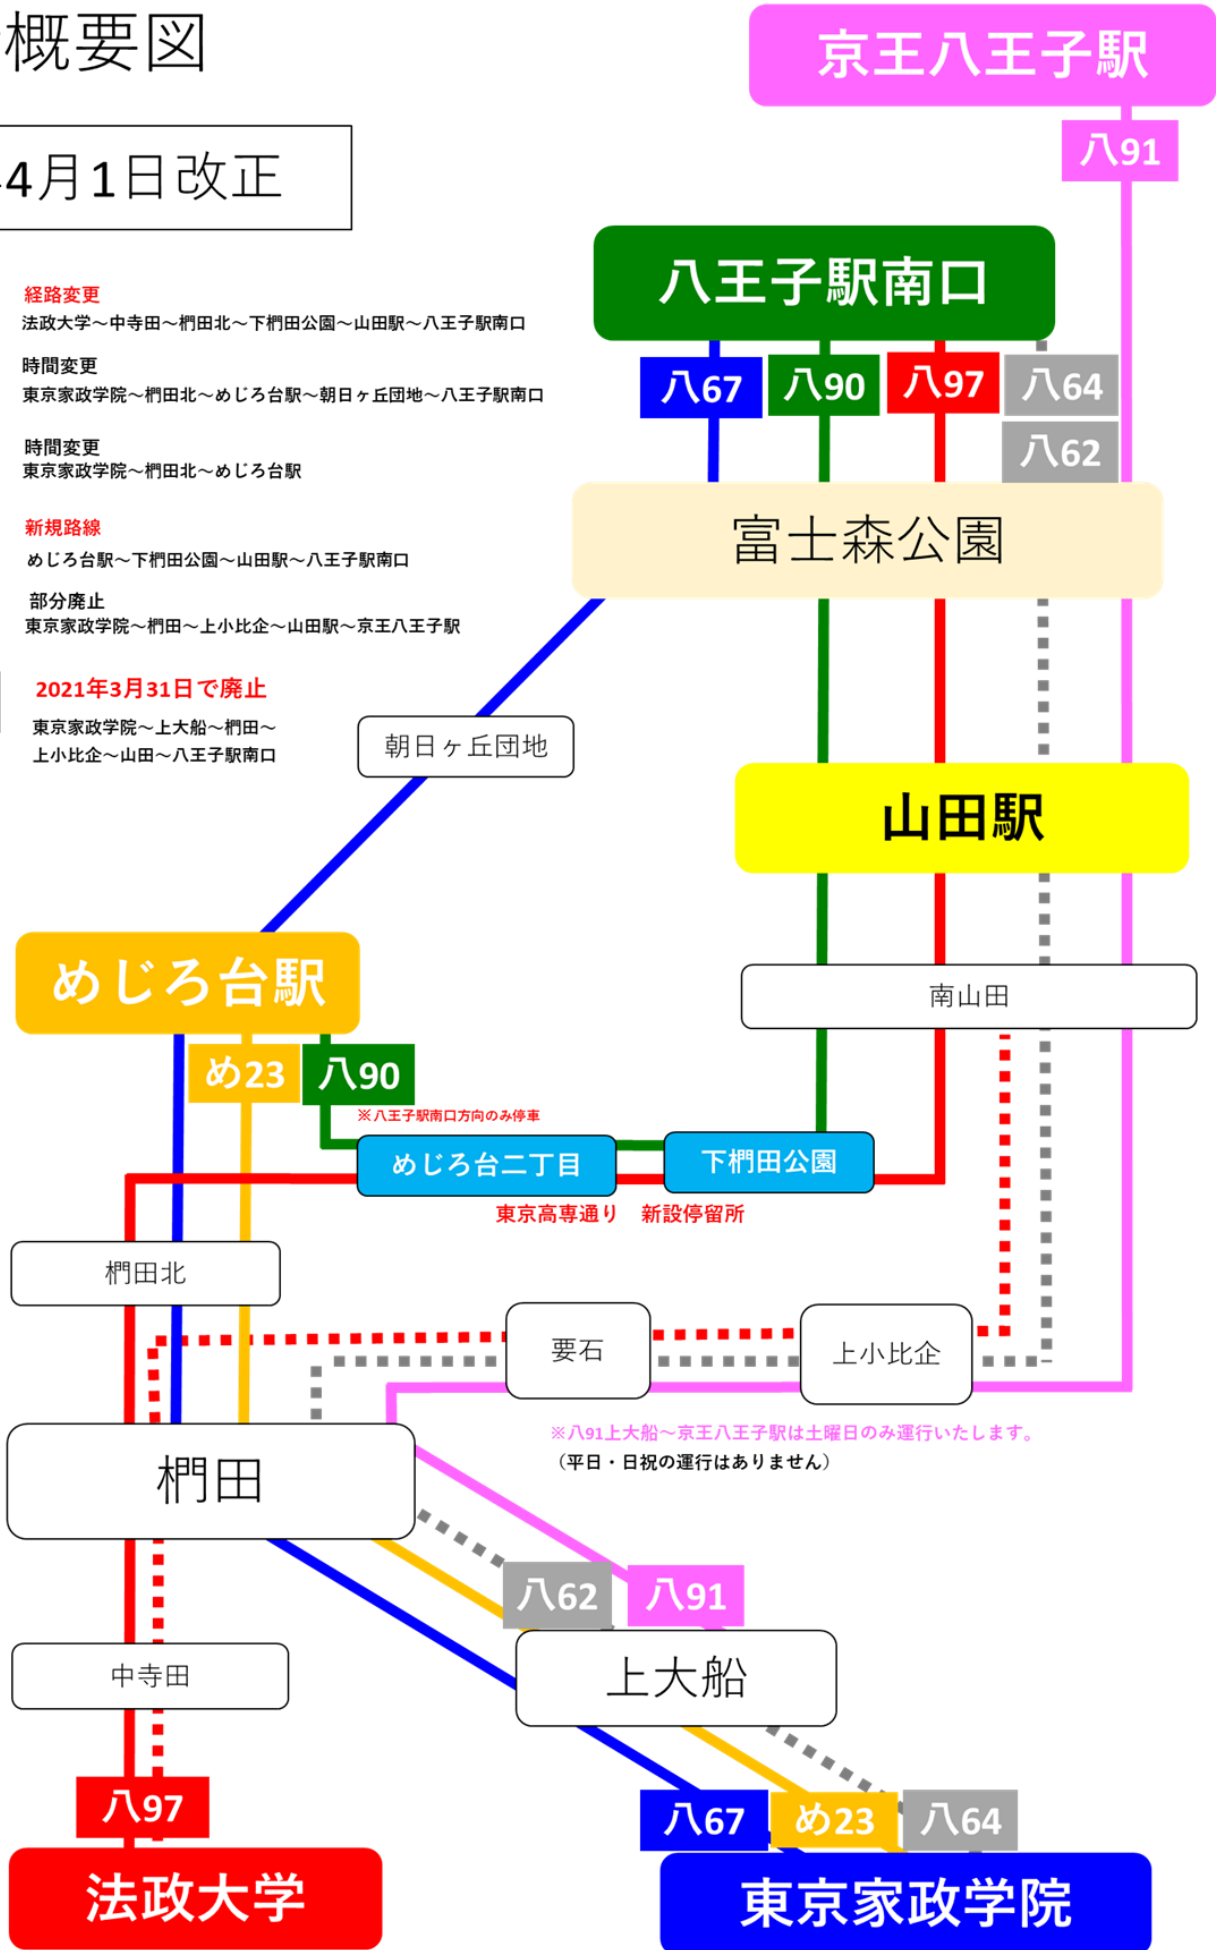 概要図
4月1日改正
京王八王子駅
八91
八王子駅南口
八67
八90
八97
八64
八62
経路変更
法政大学～中寺田～椚田北～下椚田公園～山田駅～八王子駅南口
時間変更
東京家政学院～椚田北～めじろ台駅～朝日ヶ丘団地～八王子駅南口
時間変更
東京家政学院～椚田北～めじろ台駅
新規路線
めじろ台駅～下椚田公園～山田駅～八王子駅南口
部分廃止
東京家政学院～椚田～上小比企～山田駅～京王八王子駅
2021年3月31日で廃止
東京家政学院～上大船～椚田～
上小比企～山田～八王子駅南口
富士森公園
朝日ヶ丘団地
山田駅
めじろ台駅
南山田
め23
八90
※八王子駅南口方向のみ停車
めじろ台二丁目
下椚田公園
東京高専通り　新設停留所
椚田北
要石
上小比企
※八91上大船～京王八王子駅は土曜日のみ運行いたします。
（平日・日祝の運行はありません）
椚田
八62
八91
上大船
中寺田
八97
八67
め23
八64
法政大学
東京家政学院